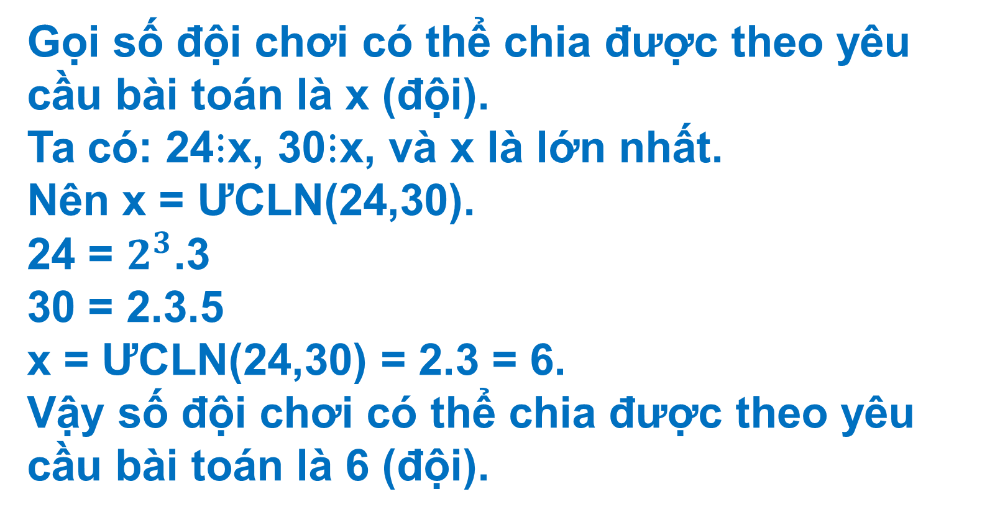 Gọi số đội chơi có thể chia được theo yêu
cầu bài toán là x (đội).
Ta có: 24⋮x, 30⋮x, và x là lớn nhất.
Nên x = ƯCLN(24,30).
24 = 2³.3
30 = 2.3.5
x = ƯCLN(24,30) = 2.3 = 6.
Vậy số đội chơi có thể chia được theo yêu
cầu bài toán là 6 (đội).